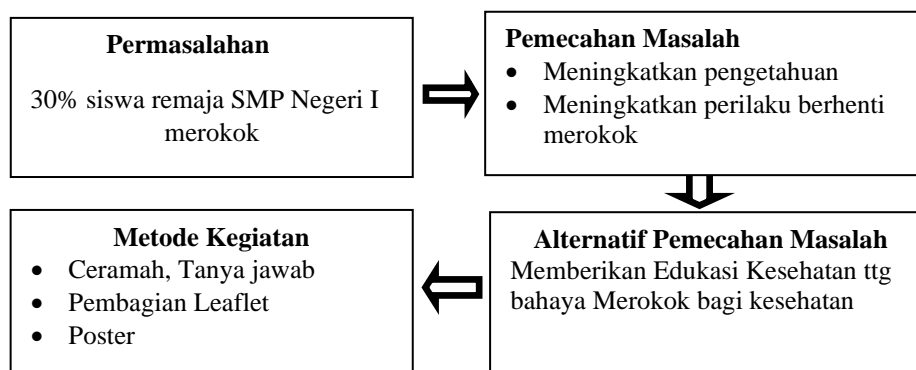 Permasalahan
30% siswa remaja SMP Negeri I
merokok
Pemecahan Masalah
• Meningkatkan pengetahuan
• Meningkatkan perilaku berhenti
merokok
Alternatif Pemecahan Masalah
Memberikan Edukasi Kesehatan ttg
bahaya Merokok bagi kesehatan
Metode Kegiatan
• Ceramah, Tanya jawab
• Pembagian Leaflet
• Poster